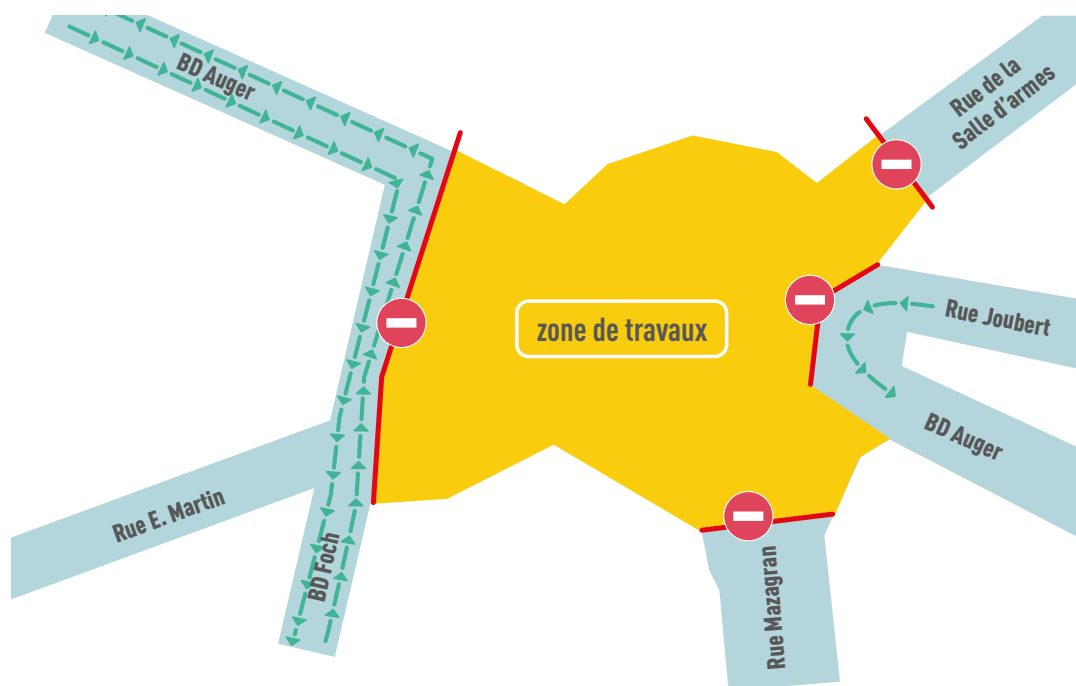 BD Auger
Rue de la
Salle d'armes
zone de travaux
Rue Joubert
BD Auger
Rue E. Martin
BD Foch
Rue Mazagran